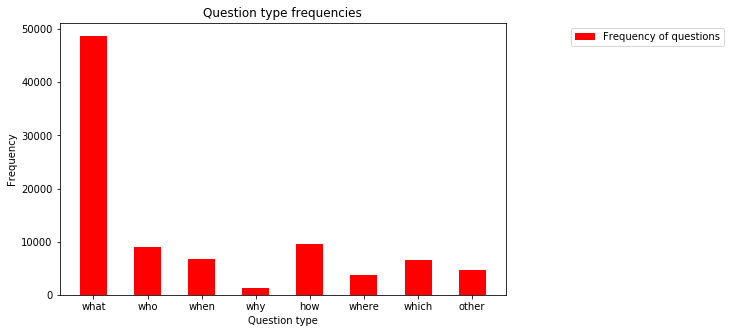 Question type frequencies
Frequency of questions
50000
40000
30000
20000
10000
0
Frequency
what who when why how where which other
Question type